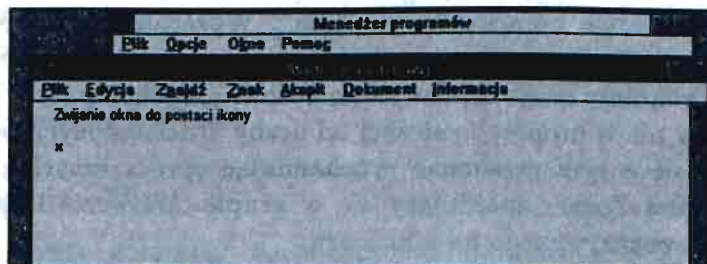 Menedżer programów
Plik Opcje Okno Pomoc
Plik Edycja Znajdź Znak Akapit Dokument Informacja
Zwijanie okna do postaci ikony
¤